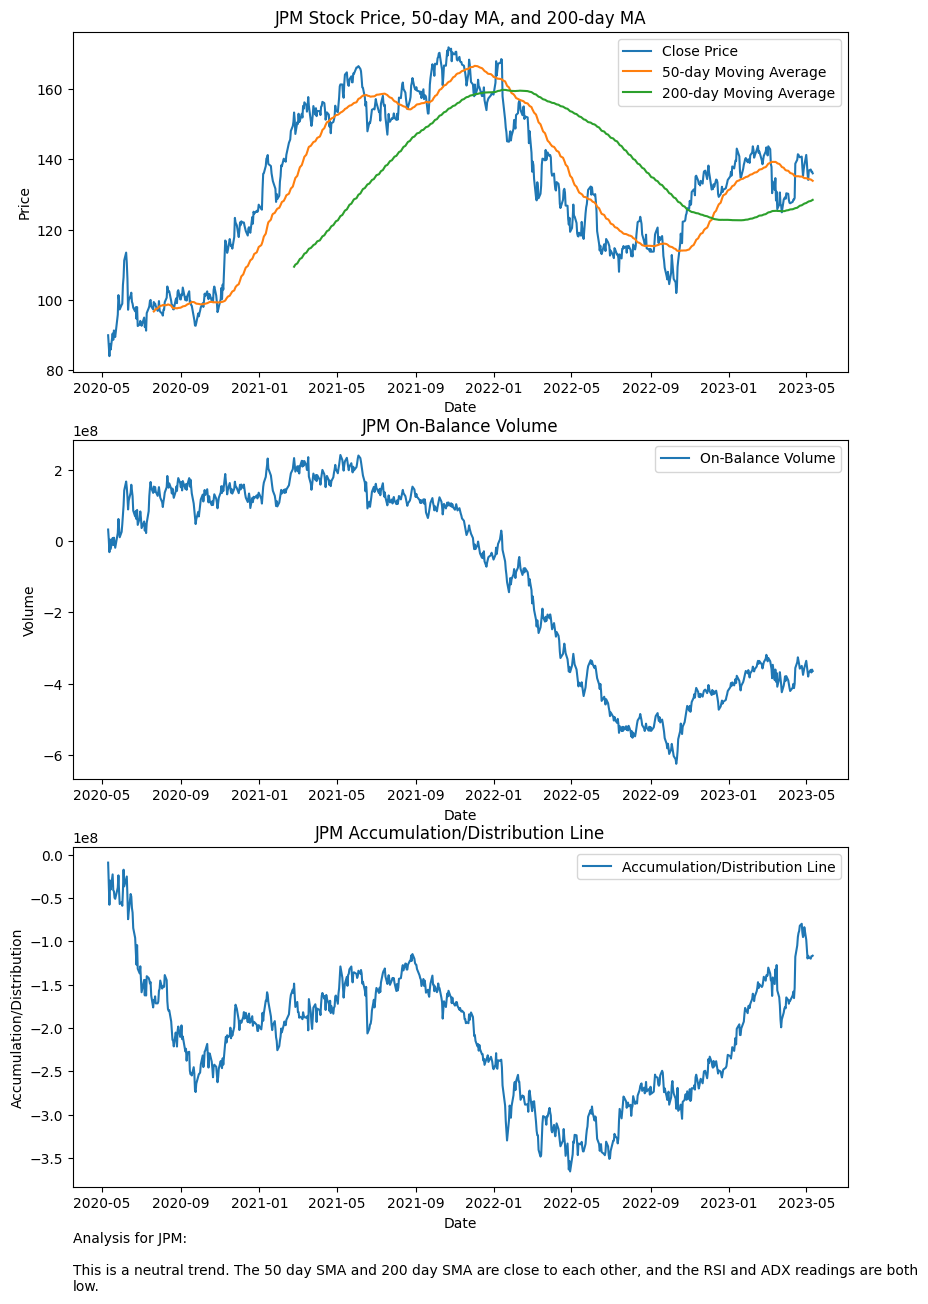 JPM Stock Price, 50-day MA, and 200-day MA
Close Price
50-day Moving Average
200-day Moving Average
Price
160
140
120
100
80
2020-05 2020-09 2021-01 2021-05 2021-09 2022-01 2022-05 2022-09 2023-01 2023-05
Date
JPM On-Balance Volume
1e8
On-Balance Volume
Volume
2
0
−2
−4
−6
2020-05 2020-09 2021-01 2021-05 2021-09 2022-01 2022-05 2022-09 2023-01 2023-05
Date
JPM Accumulation/Distribution Line
1e8
Accumulation/Distribution Line
Accumulation/Distribution
0.0
−0.5
−1.0
−1.5
−2.0
−2.5
−3.0
−3.5
2020-05 2020-09 2021-01 2021-05 2021-09 2022-01 2022-05 2022-09 2023-01 2023-05
Date
Analysis for JPM:
This is a neutral trend. The 50 day SMA and 200 day SMA are close to each other, and the RSI and ADX readings are both
low.